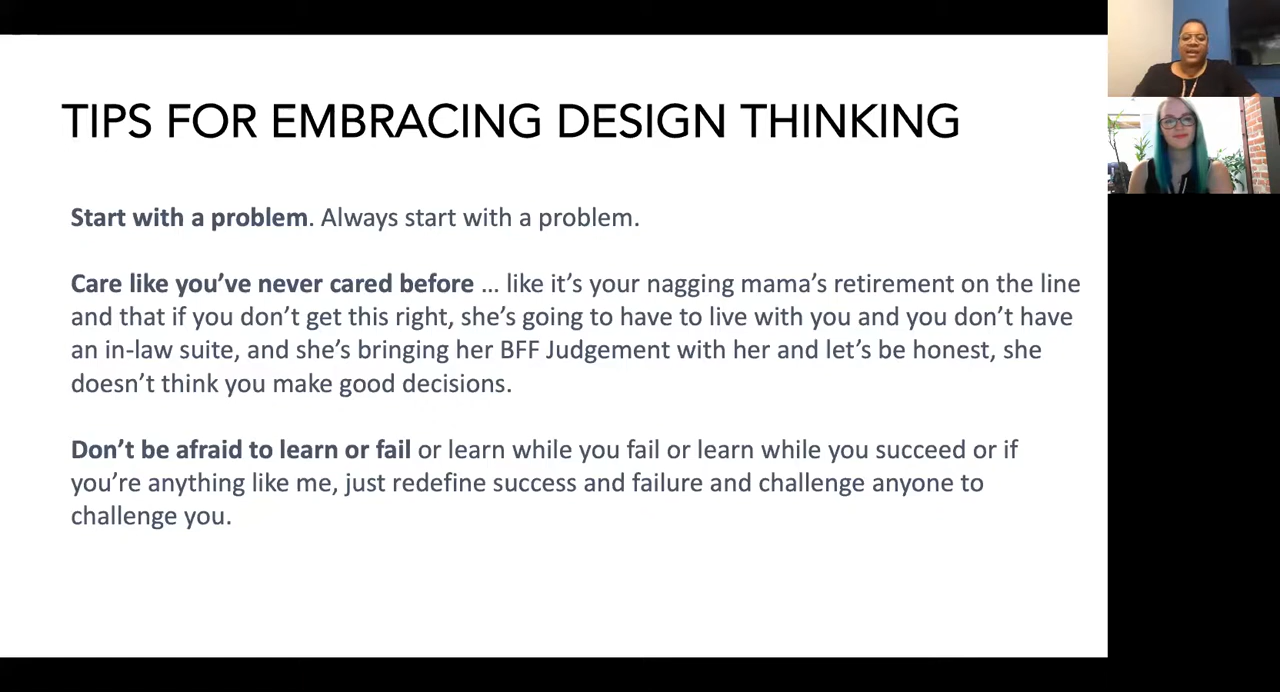 TIPS FOR EMBRACING DESIGN THINKING
Start with a problem. Always start with a problem.
Care like you’ve never cared before … like it’s your nagging mama’s retirement on the line
and that if you don’t get this right, she’s going to have to live with you and you don’t have
an in-law suite, and she’s bringing her BFF Judgement with her and let’s be honest, she
doesn’t think you make good decisions.
Don’t be afraid to learn or fail or learn while you fail or learn while you succeed or if
you’re anything like me, just redefine success and failure and challenge anyone to
challenge you.